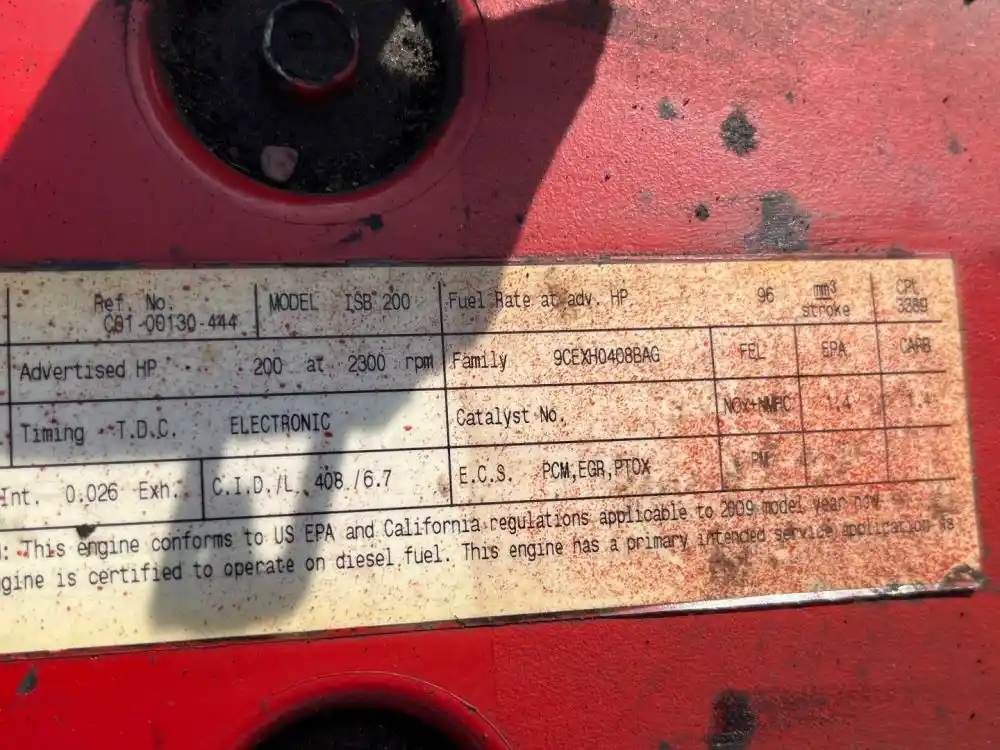 Ref. No. MODEL ISB 200 Fuel Rate at adv. HP 96 mm³ CPL
C01-00130-444 stroke 3389
Advertised HP 200 at 2300 rpm Family 9CEXH0408BAG FEL EPA CARB
Timing - T.D.C. ELECTRONIC Catalyst No. NOX+NMHC 1.4 1.4
Int. 0.026 Exh. C.I.D./L. 408./6.7 E.C.S. PCM,EGR,PTOX PM
: This engine conforms to US EPA and California regulations applicable to 2009 model year new
gine is certified to operate on diesel fuel. This engine has a primary intended service application as